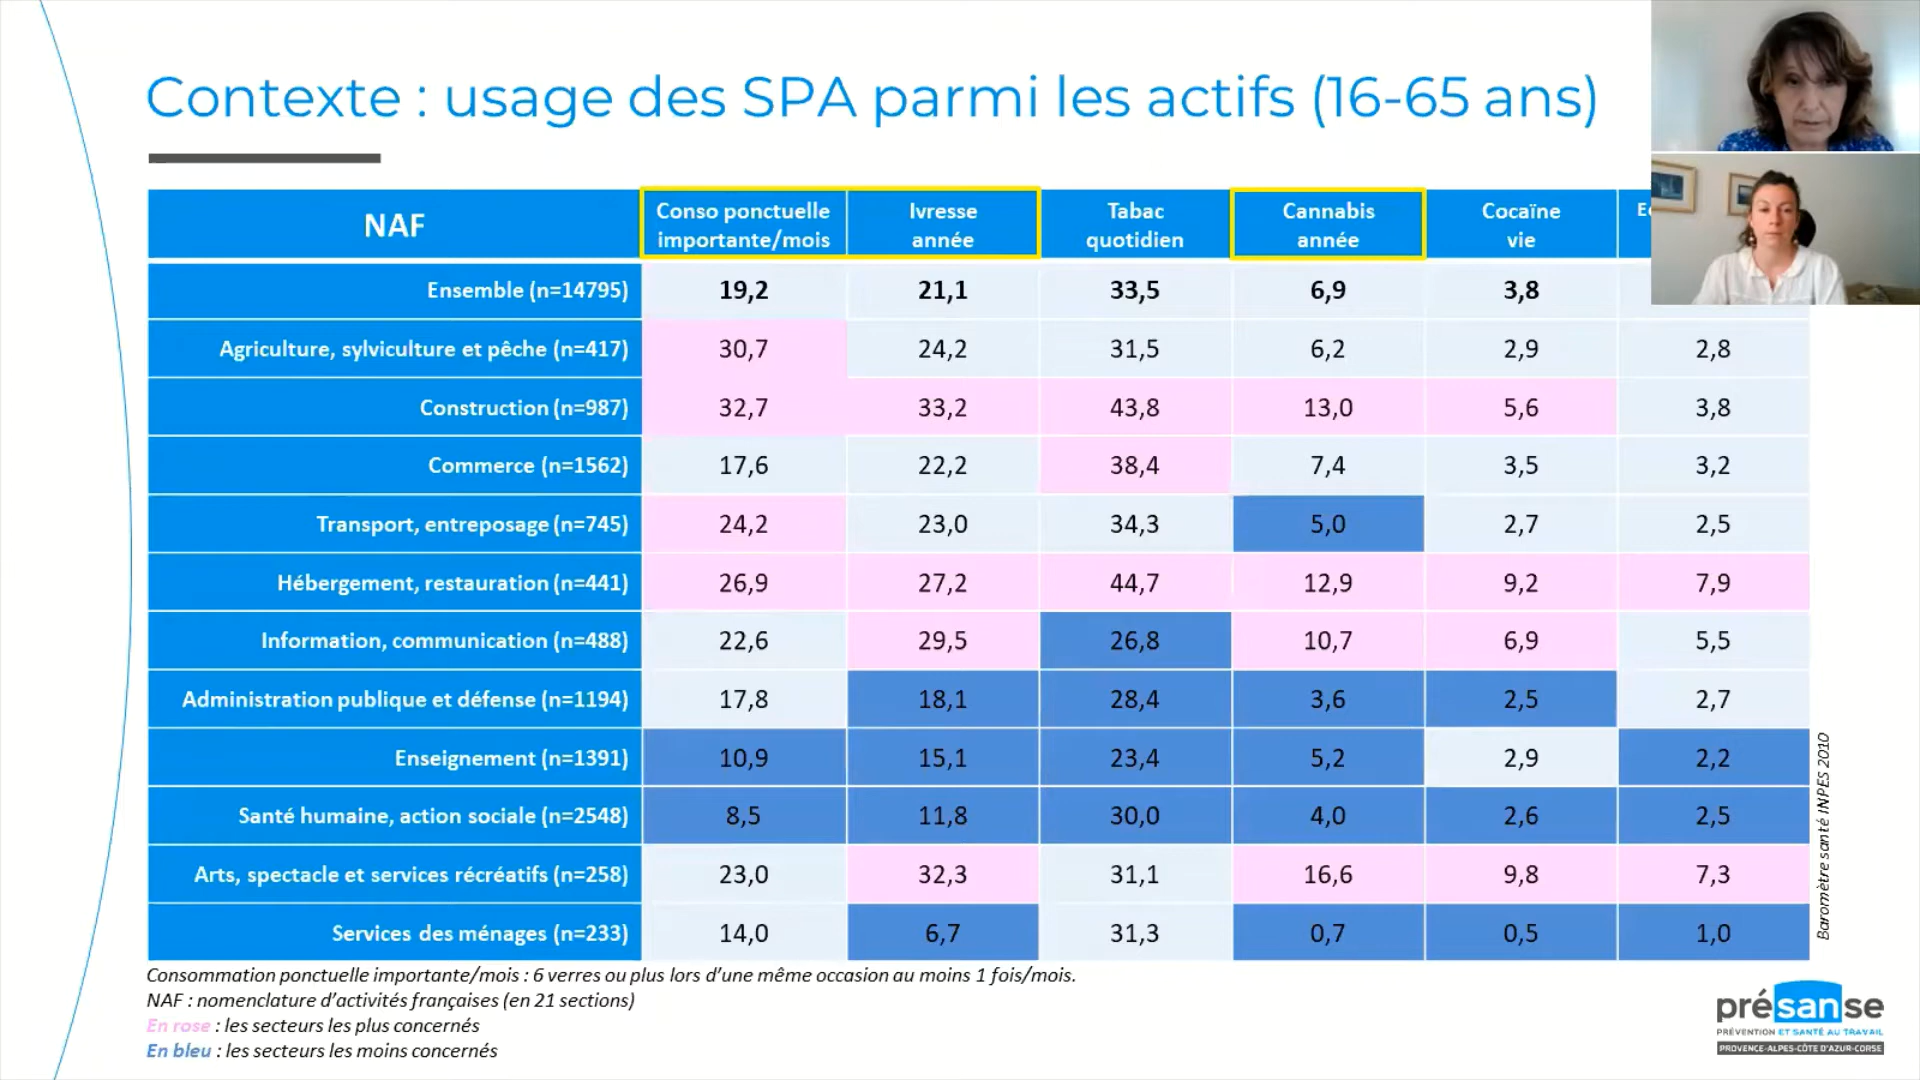 Contexte : usage des SPA parmi les actifs (16-65 ans)
NAF Conso ponctuelle importante/mois Ivresse année Tabac quotidien Cannabis année Cocaïne vie
Ensemble (n=14795) 19,2 21,1 33,5 6,9 3,8
Agriculture, sylviculture et pêche (n=417) 30,7 24,2 31,5 6,2 2,9 2,8
Construction (n=987) 32,7 33,2 43,8 13,0 5,6 3,8
Commerce (n=1562) 17,6 22,2 38,4 7,4 3,5 3,2
Transport, entreposage (n=745) 24,2 23,0 34,3 5,0 2,7 2,5
Hébergement, restauration (n=441) 26,9 27,2 44,7 12,9 9,2 7,9
Information, communication (n=488) 22,6 29,5 26,8 10,7 6,9 5,5
Administration publique et défense (n=1194) 17,8 18,1 28,4 3,6 2,5 2,7
Enseignement (n=1391) 10,9 15,1 23,4 5,2 2,9 2,2
Santé humaine, action sociale (n=2548) 8,5 11,8 30,0 4,0 2,6 2,5
Arts, spectacle et services récréatifs (n=258) 23,0 32,3 31,1 16,6 9,8 7,3
Services des ménages (n=233) 14,0 6,7 31,3 0,7 0,5 1,0
Baromètre santé INPES 2010
Consommation ponctuelle importante/mois : 6 verres ou plus lors d'une même occasion au moins 1 fois/mois.
NAF : nomenclature d'activités françaises (en 21 sections)
En rose : les secteurs les plus concernés
En bleu : les secteurs les moins concernés
présanse
PRÉVENTION ET SANTÉ AU TRAVAIL
PROVENCE-ALPES-CÔTE D'AZUR-CORSE